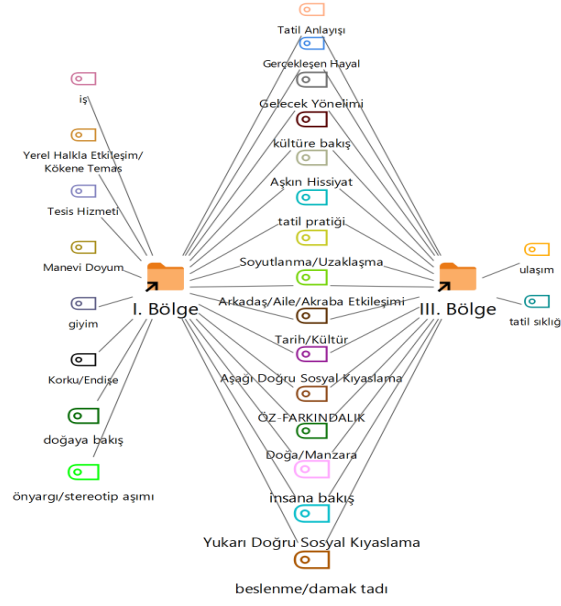 Tatil Anlayışı
Gerçekleşen Hayal
Gelecek Yönelimi
kültüre bakış
Aşkın Hissiyat
tatil pratiği
Soyutlanma/Uzaklaşma
Arkadaş/Aile/Akraba Etkileşimi
Tarih/Kültür
Aşağı Doğru Sosyal Kıyaslama
ÖZ-FARKINDALIK
Doğa/Manzara
insana bakış
Yukarı Doğru Sosyal Kıyaslama
beslenme/damak tadı
iş
Yerel Halkla Etkileşim/
Kökene Temas
Tesis Hizmeti
Manevi Doyum
giyim
Korku/Endişe
doğaya bakış
önyargı/stereotip aşımı
I. Bölge
III. Bölge
ulaşım
tatil sıklığı